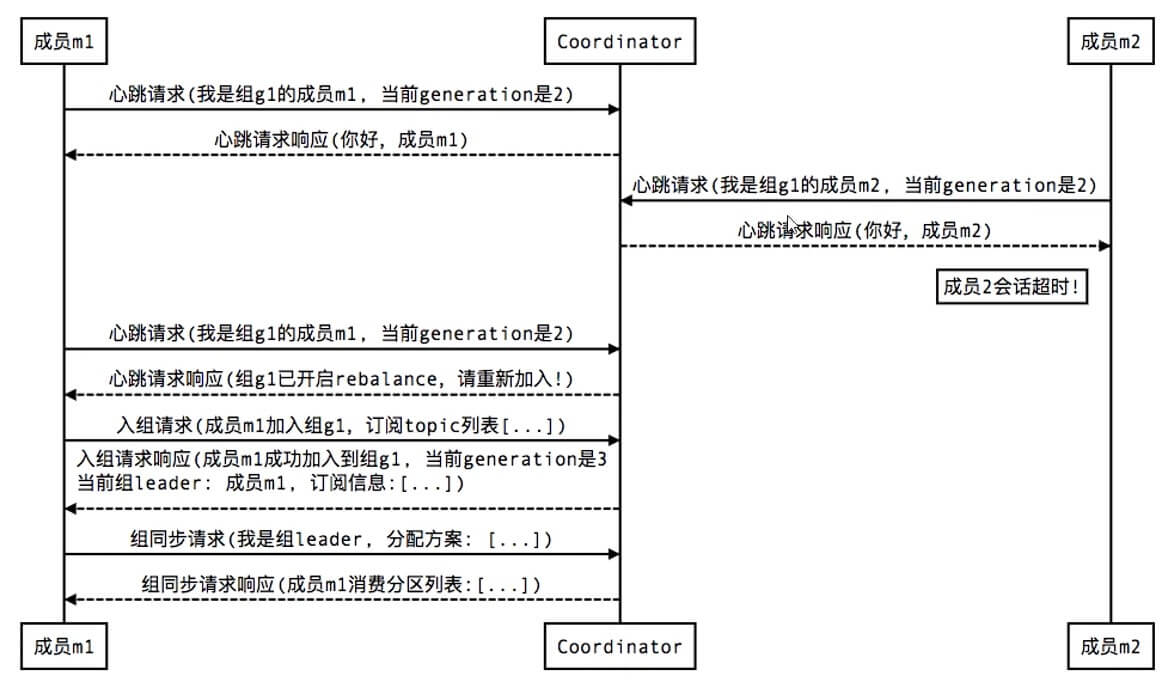 成员m1
Coordinator
成员m2
心跳请求(我是组g1的成员m1, 当前generation是2)
心跳请求响应(你好, 成员m1)
心跳请求(我是组g1的成员m2, 当前generation是2)
心跳请求响应(你好, 成员m2)
成员2会话超时!
心跳请求(我是组g1的成员m1, 当前generation是2)
心跳请求响应(组g1已开启rebalance, 请重新加入!)
入组请求(成员m1加入组g1, 订阅topic列表[...])
入组请求响应(成员m1成功加入到组g1, 当前generation是3
当前组leader: 成员m1, 订阅信息:[...])
组同步请求(我是组leader, 分配方案: [...])
组同步请求响应(成员m1消费分区列表:[...])
成员m1
Coordinator
成员m2